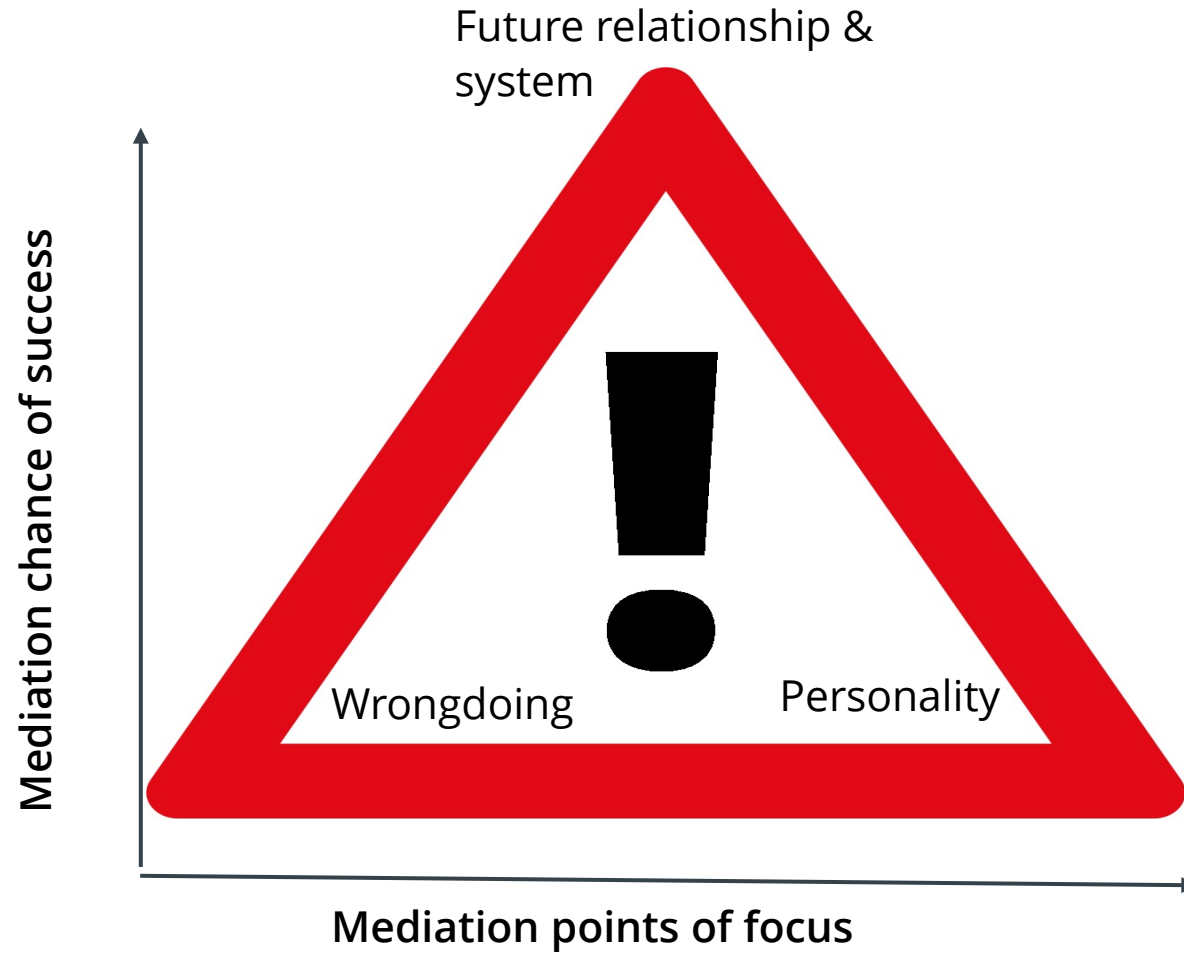 Future relationship &
system
Mediation chance of success
!
Wrongdoing
Personality
Mediation points of focus